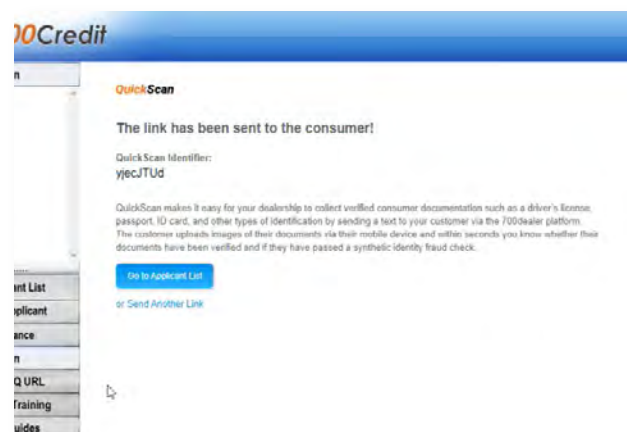 00Credit
n
QuickScan
The link has been sent to the consumer!
QuickScan Identifier:
yjecJTUd
QuickScan makes it easy for your dealership to collect verified consumer documentation such as a driver's license,
passport, ID card, and other types of identification by sending a text to your customer via the 700dealer platform.
The customer uploads images of their documents via their mobile device and within seconds you know whether their
documents have been verified and if they have passed a synthetic identity fraud check.
Go to Applicant List
or Send Another Link
ant List
plicant
ance
n
Q URL
Training
uides